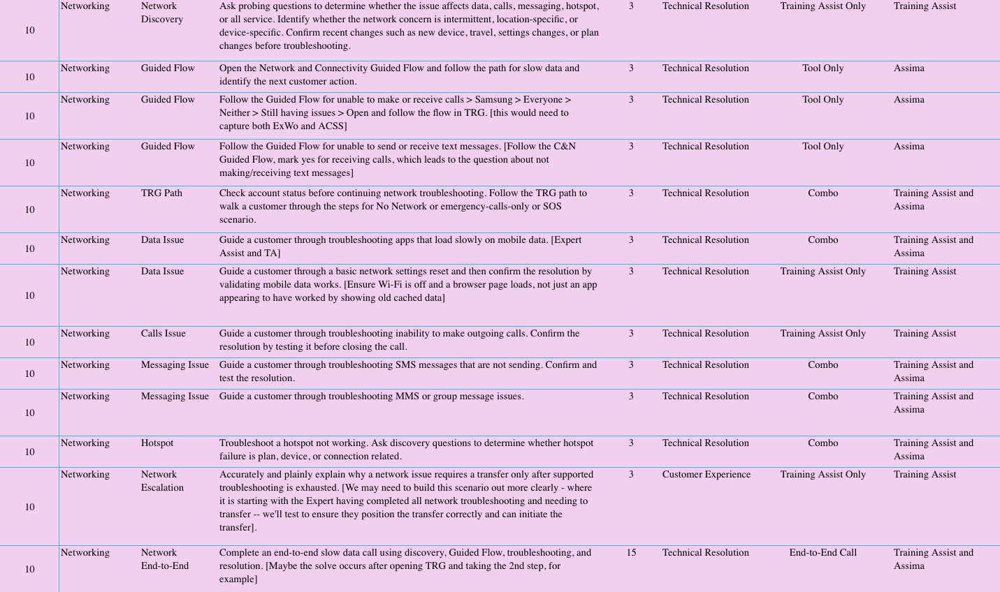 Networking Network Ask probing questions to determine whether the issue affects data, calls, messaging, hotspot, 3 Technical Resolution Training Assist Only Training Assist
Discovery or all service. Identify whether the network concern is intermittent, location-specific, or
10 device-specific. Confirm recent changes such as new device, travel, settings changes, or plan
changes before troubleshooting.
10 Networking Guided Flow Open the Network and Connectivity Guided Flow and follow the path for slow data and 3 Technical Resolution Tool Only Assima
identify the next customer action.
Networking Guided Flow Follow the Guided Flow for unable to make or receive calls > Samsung > Everyone > 3 Technical Resolution Tool Only Assima
10 Neither > Still having issues > Open and follow the flow in TRG. [this would need to
capture both ExWo and ACSS]
Networking Guided Flow Follow the Guided Flow for unable to send or receive text messages. [Follow the C&N 3 Technical Resolution Tool Only Assima
10 Guided Flow, mark yes for receiving calls, which leads to the question about not
making/receiving text messages]
Networking TRG Path Check account status before continuing network troubleshooting. Follow the TRG path to 3 Technical Resolution Combo Training Assist and
10 walk a customer through the steps for No Network or emergency-calls-only or SOS Assima
scenario.
10 Networking Data Issue Guide a customer through troubleshooting apps that load slowly on mobile data. [Expert 3 Technical Resolution Combo Training Assist and
Assist and TA] Assima
Networking Data Issue Guide a customer through a basic network settings reset and then confirm the resolution by 3 Technical Resolution Training Assist Only Training Assist
validating mobile data works. [Ensure Wi-Fi is off and a browser page loads, not just an app
10 appearing to have worked by showing old cached data]
10 Networking Calls Issue Guide a customer through troubleshooting inability to make outgoing calls. Confirm the 3 Technical Resolution Training Assist Only Training Assist
resolution by testing it before closing the call.
10 Networking Messaging Issue Guide a customer through troubleshooting SMS messages that are not sending. Confirm and 3 Technical Resolution Combo Training Assist and
test the resolution. Assima
Networking Messaging Issue Guide a customer through troubleshooting MMS or group message issues. 3 Technical Resolution Combo Training Assist and
10 Assima
10 Networking Hotspot Troubleshoot a hotspot not working. Ask discovery questions to determine whether hotspot 3 Technical Resolution Combo Training Assist and
failure is plan, device, or connection related. Assima
Networking Network Accurately and plainly explain why a network issue requires a transfer only after supported 3 Customer Experience Training Assist Only Training Assist
Escalation troubleshooting is exhausted. [We may need to build this scenario out more clearly - where
10 it is starting with the Expert having completed all network troubleshooting and needing to
transfer -- we'll test to ensure they position the transfer correctly and can initiate the
transfer].
Networking Network Complete an end-to-end slow data call using discovery, Guided Flow, troubleshooting, and 15 Technical Resolution End-to-End Call Training Assist and
10 End-to-End resolution. [Maybe the solve occurs after opening TRG and taking the 2nd step, for Assima
example]